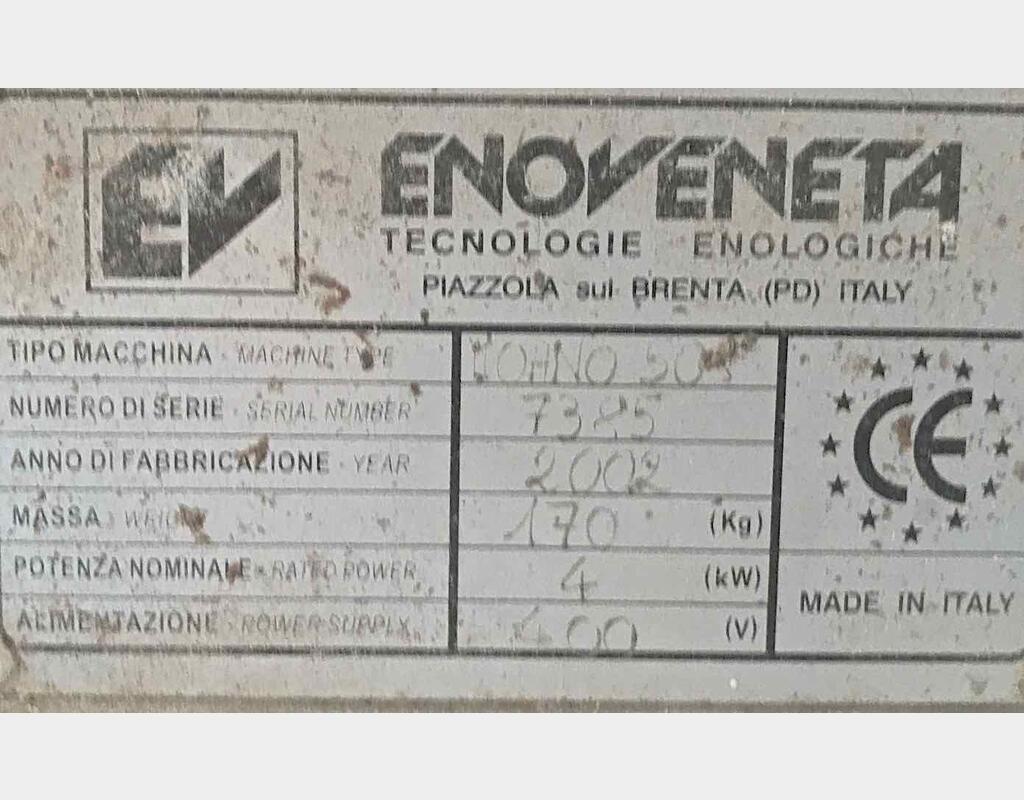 EV
ENOVENETA
TECNOLOGIE ENOLOGICHE
PIAZZOLA sul BRENTA (PD) ITALY
TIPO MACCHINA - MACHINE TYPE
NUMERO DI SERIE - SERIAL NUMBER 7385
ANNO DI FABBRICAZIONE - YEAR 2002
MASSA - WEIGHT 170 (Kg)
POTENZA NOMINALE - RATED POWER 4 (kW)
ALIMENTAZIONE - POWER SUPPLY 400 (V)
CE
MADE IN ITALY